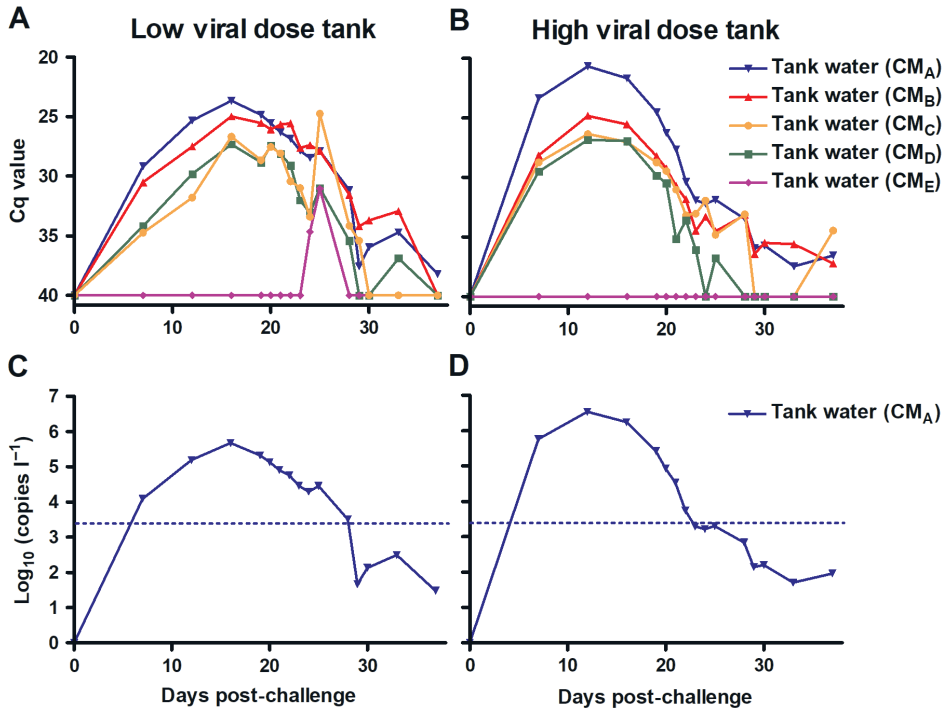 A
Low viral dose tank
B
High viral dose tank
20
25
30
35
40
Cq value
0
10
20
30
0
10
20
30
Tank water (CMA)
Tank water (CMB)
Tank water (CMC)
Tank water (CMD)
Tank water (CME)
C
D
7
6
5
4
3
2
1
0
Log10 (copies l−1)
Tank water (CMA)
0
10
20
30
0
10
20
30
Days post-challenge
Days post-challenge